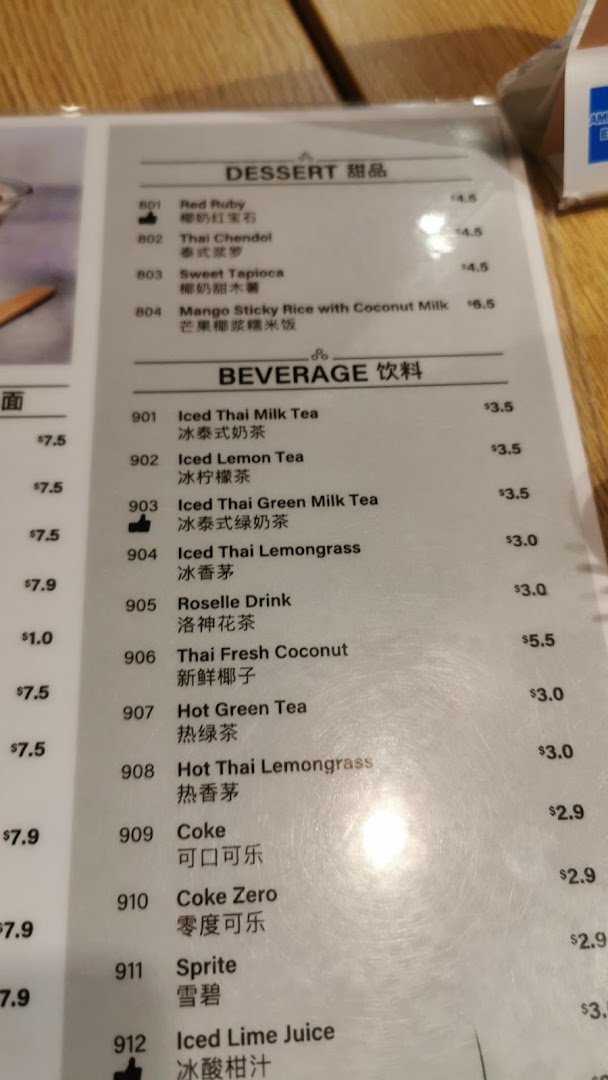 DESSERT 甜品
801 Red Ruby $4.5
椰奶红宝石
802 Thai Chendol $4.5
泰式浆罗
803 Sweet Tapioca $4.5
椰奶甜木薯
804 Mango Sticky Rice with Coconut Milk $6.5
芒果椰浆糯米饭
BEVERAGE 饮料
901 Iced Thai Milk Tea $3.5
冰泰式奶茶
902 Iced Lemon Tea $3.5
冰柠檬茶
903 Iced Thai Green Milk Tea $3.5
冰泰式绿奶茶
904 Iced Thai Lemongrass $3.0
冰香茅
905 Roselle Drink $3.0
洛神花茶
906 Thai Fresh Coconut $5.5
新鲜椰子
907 Hot Green Tea $3.0
热绿茶
908 Hot Thai Lemongrass $3.0
热香茅
909 Coke $2.9
可口可乐
910 Coke Zero $2.9
零度可乐
911 Sprite $2.9
雪碧
912 Iced Lime Juice $3.
冰酸柑汁
面
$7.5
$7.5
$7.5
$7.9
$1.0
$7.5
$7.5
$7.9
$7.9
7.9
AM
E